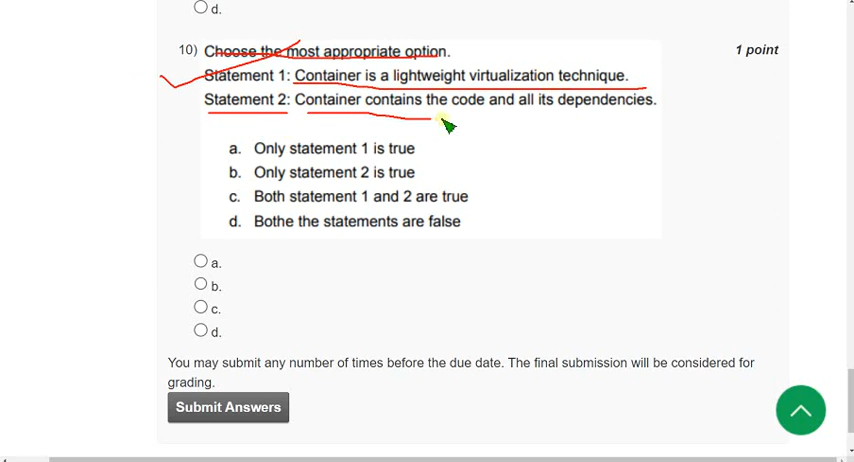 d.
10) Choose the most appropriate option. 1 point
Statement 1: Container is a lightweight virtualization technique.
Statement 2: Container contains the code and all its dependencies.
a. Only statement 1 is true
b. Only statement 2 is true
c. Both statement 1 and 2 are true
d. Bothe the statements are false
a.
b.
c.
d.
You may submit any number of times before the due date. The final submission will be considered for
grading.
Submit Answers